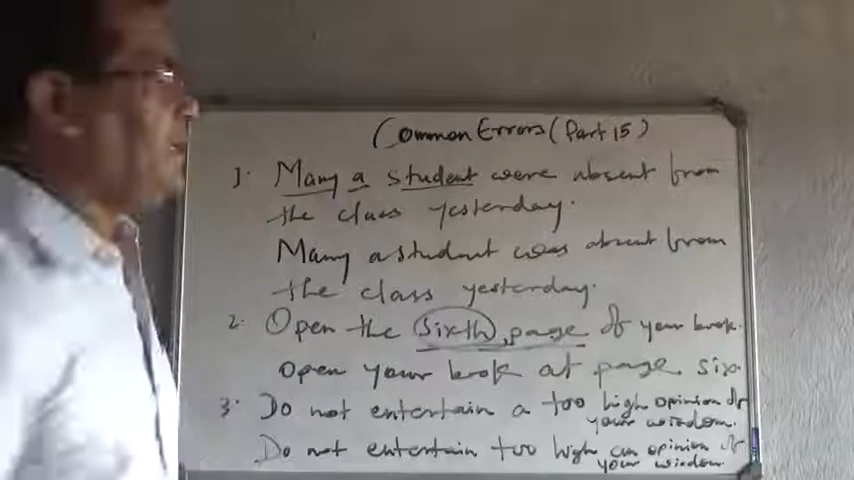 Common Errors (Part 15)
1. Many a student were absent from
the class yesterday.
Many a student was absent from
the class yesterday.
2. Open the sixth page of your book.
Open your book at page six.
3. Do not entertain a too high opinion of
your wisdom.
Do not entertain too high an opinion of
your wisdom.